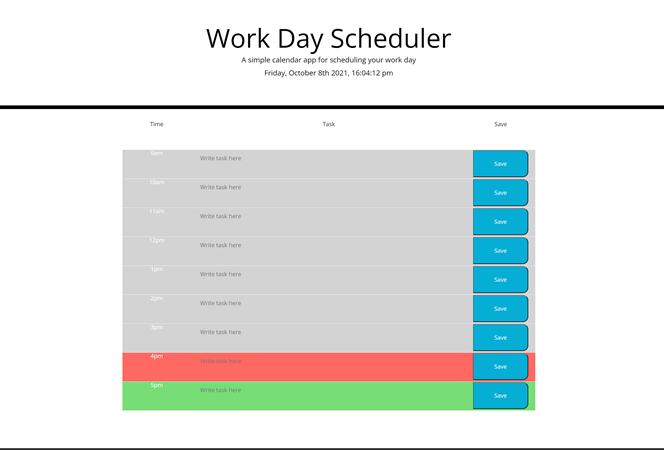 Work Day Scheduler
A simple calendar app for scheduling your work day
Friday, October 8th 2021, 16:04:12 pm
Time Task Save
9am Write task here Save
10am Write task here Save
11am Write task here Save
12pm Write task here Save
1pm Write task here Save
2pm Write task here Save
3pm Write task here Save
4pm Write task here Save
5pm Write task here Save